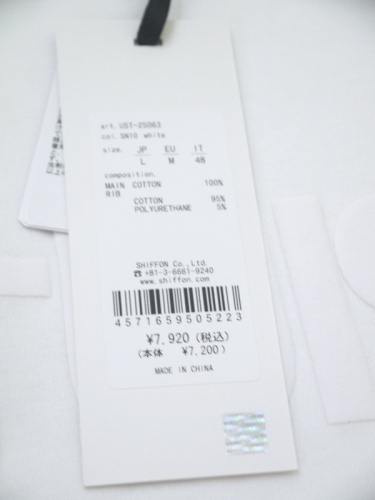 art. UST-25063
col. SN10 white
size. JP EU IT
L M 48
composition.
MAIN COTTON 100%
RIB
COTTON 95%
POLYURETHANE 5%
SHIFFON Co., Ltd.
☎+81-3-6681-9240
www.shiffon.com
4571659505223
¥7,920(税込)
(本体 ¥7,200)
MADE IN CHINA